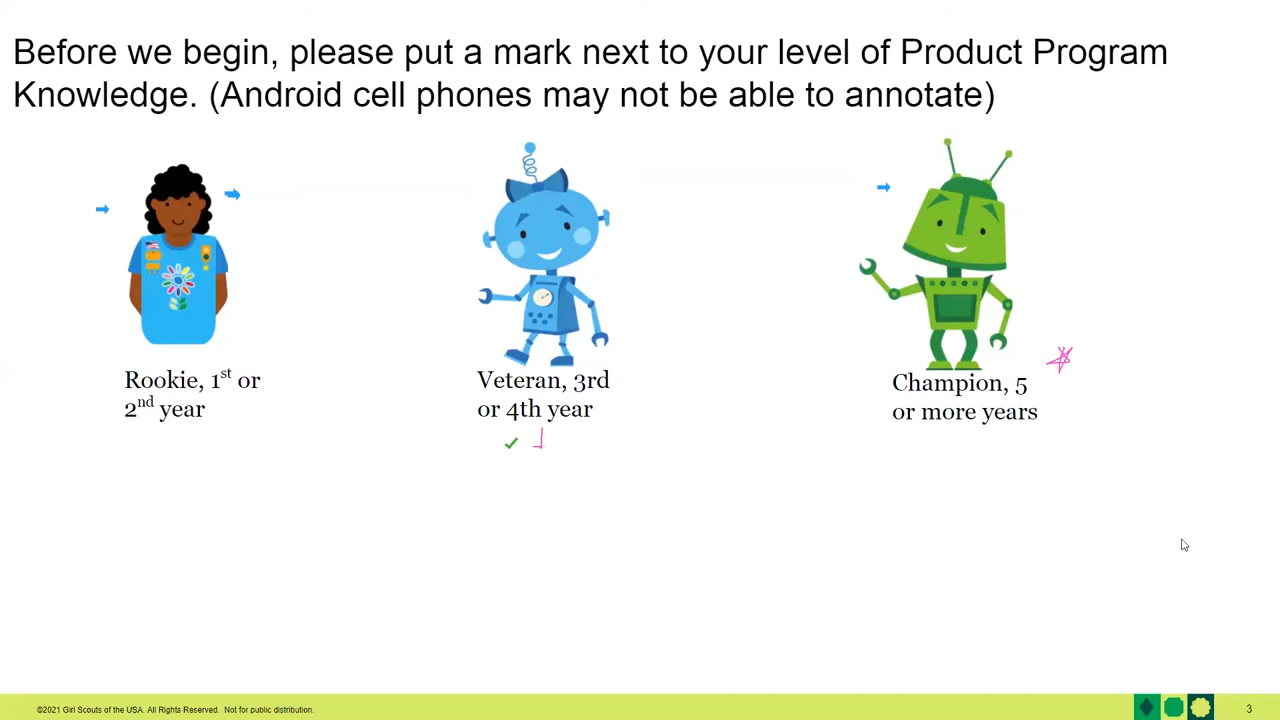 Before we begin, please put a mark next to your level of Product Program
Knowledge. (Android cell phones may not be able to annotate)
Rookie, 1st or
2nd year
Veteran, 3rd
or 4th year
Champion, 5
or more years
©2021 Girl Scouts of the USA. All Rights Reserved. Not for public distribution.
3